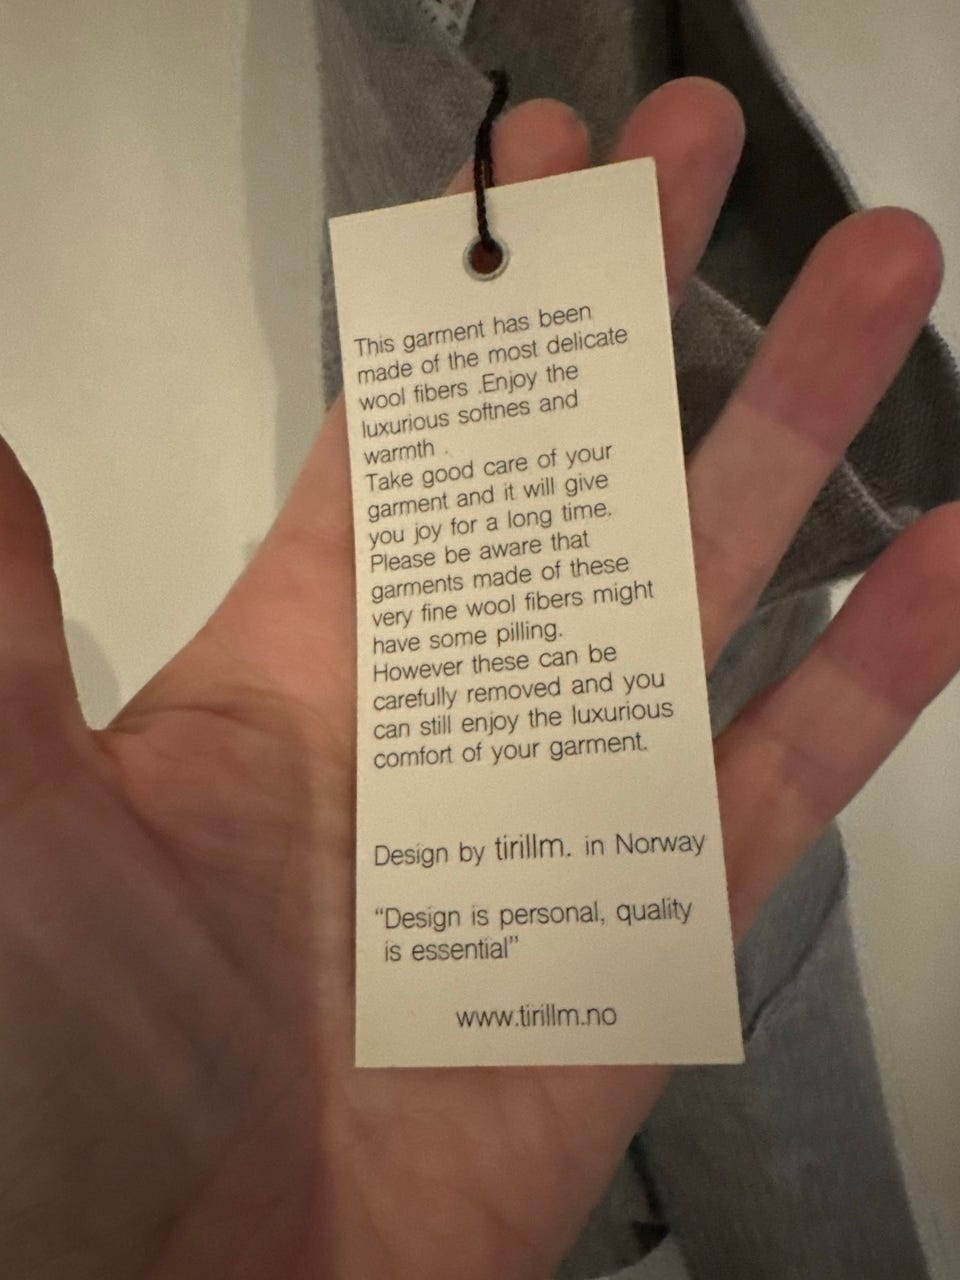 This garment has been
made of the most delicate
wool fibers .Enjoy the
luxurious softnes and
warmth .
Take good care of your
garment and it will give
you joy for a long time.
Please be aware that
garments made of these
very fine wool fibers might
have some pilling.
However these can be
carefully removed and you
can still enjoy the luxurious
comfort of your garment.
Design by tirillm. in Norway
“Design is personal, quality
is essential”
www.tirillm.no